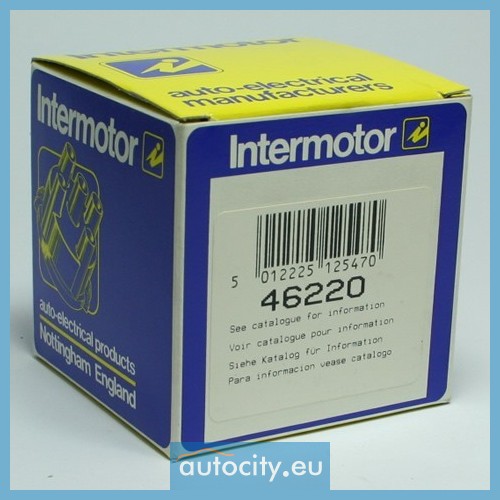 Intermotor
auto-electrical
manufacturers
Intermotor
auto-electrical products
Nottingham England
Intermotor
5 012225 125470
46220
See catalogue for information
Voir catalogue pour information
Siehe Katalog für Information
Para informacion vease catalogo
autocity.eu